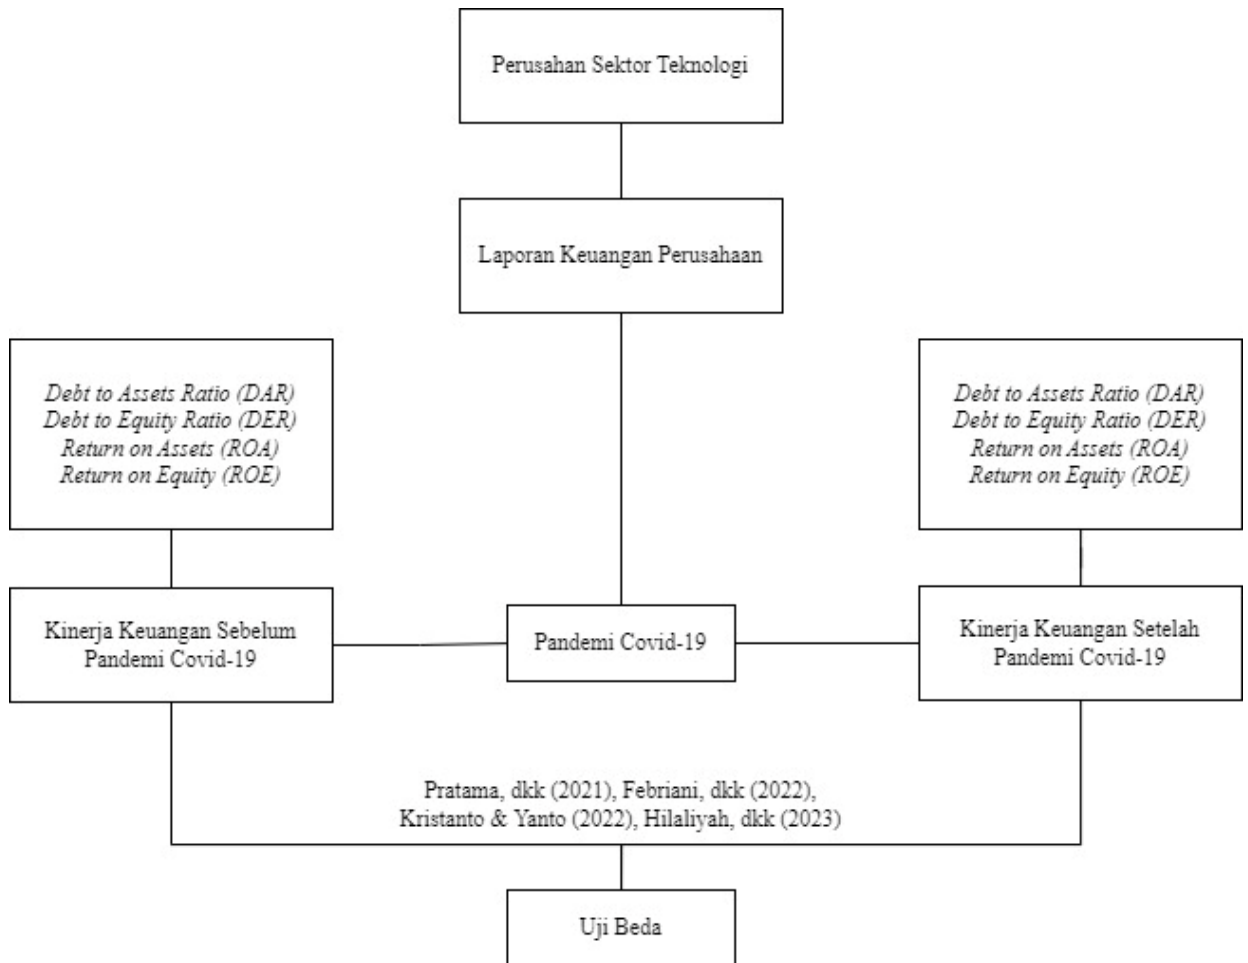 Perusahan Sektor Teknologi
Laporan Keuangan Perusahaan
Debt to Assets Ratio (DAR)
Debt to Equity Ratio (DER)
Return on Assets (ROA)
Return on Equity (ROE)
Debt to Assets Ratio (DAR)
Debt to Equity Ratio (DER)
Return on Assets (ROA)
Return on Equity (ROE)
Kinerja Keuangan Sebelum
Pandemi Covid-19
Pandemi Covid-19
Kinerja Keuangan Setelah
Pandemi Covid-19
Pratama, dkk (2021), Febriani, dkk (2022),
Kristanto & Yanto (2022), Hilaliyah, dkk (2023)
Uji Beda